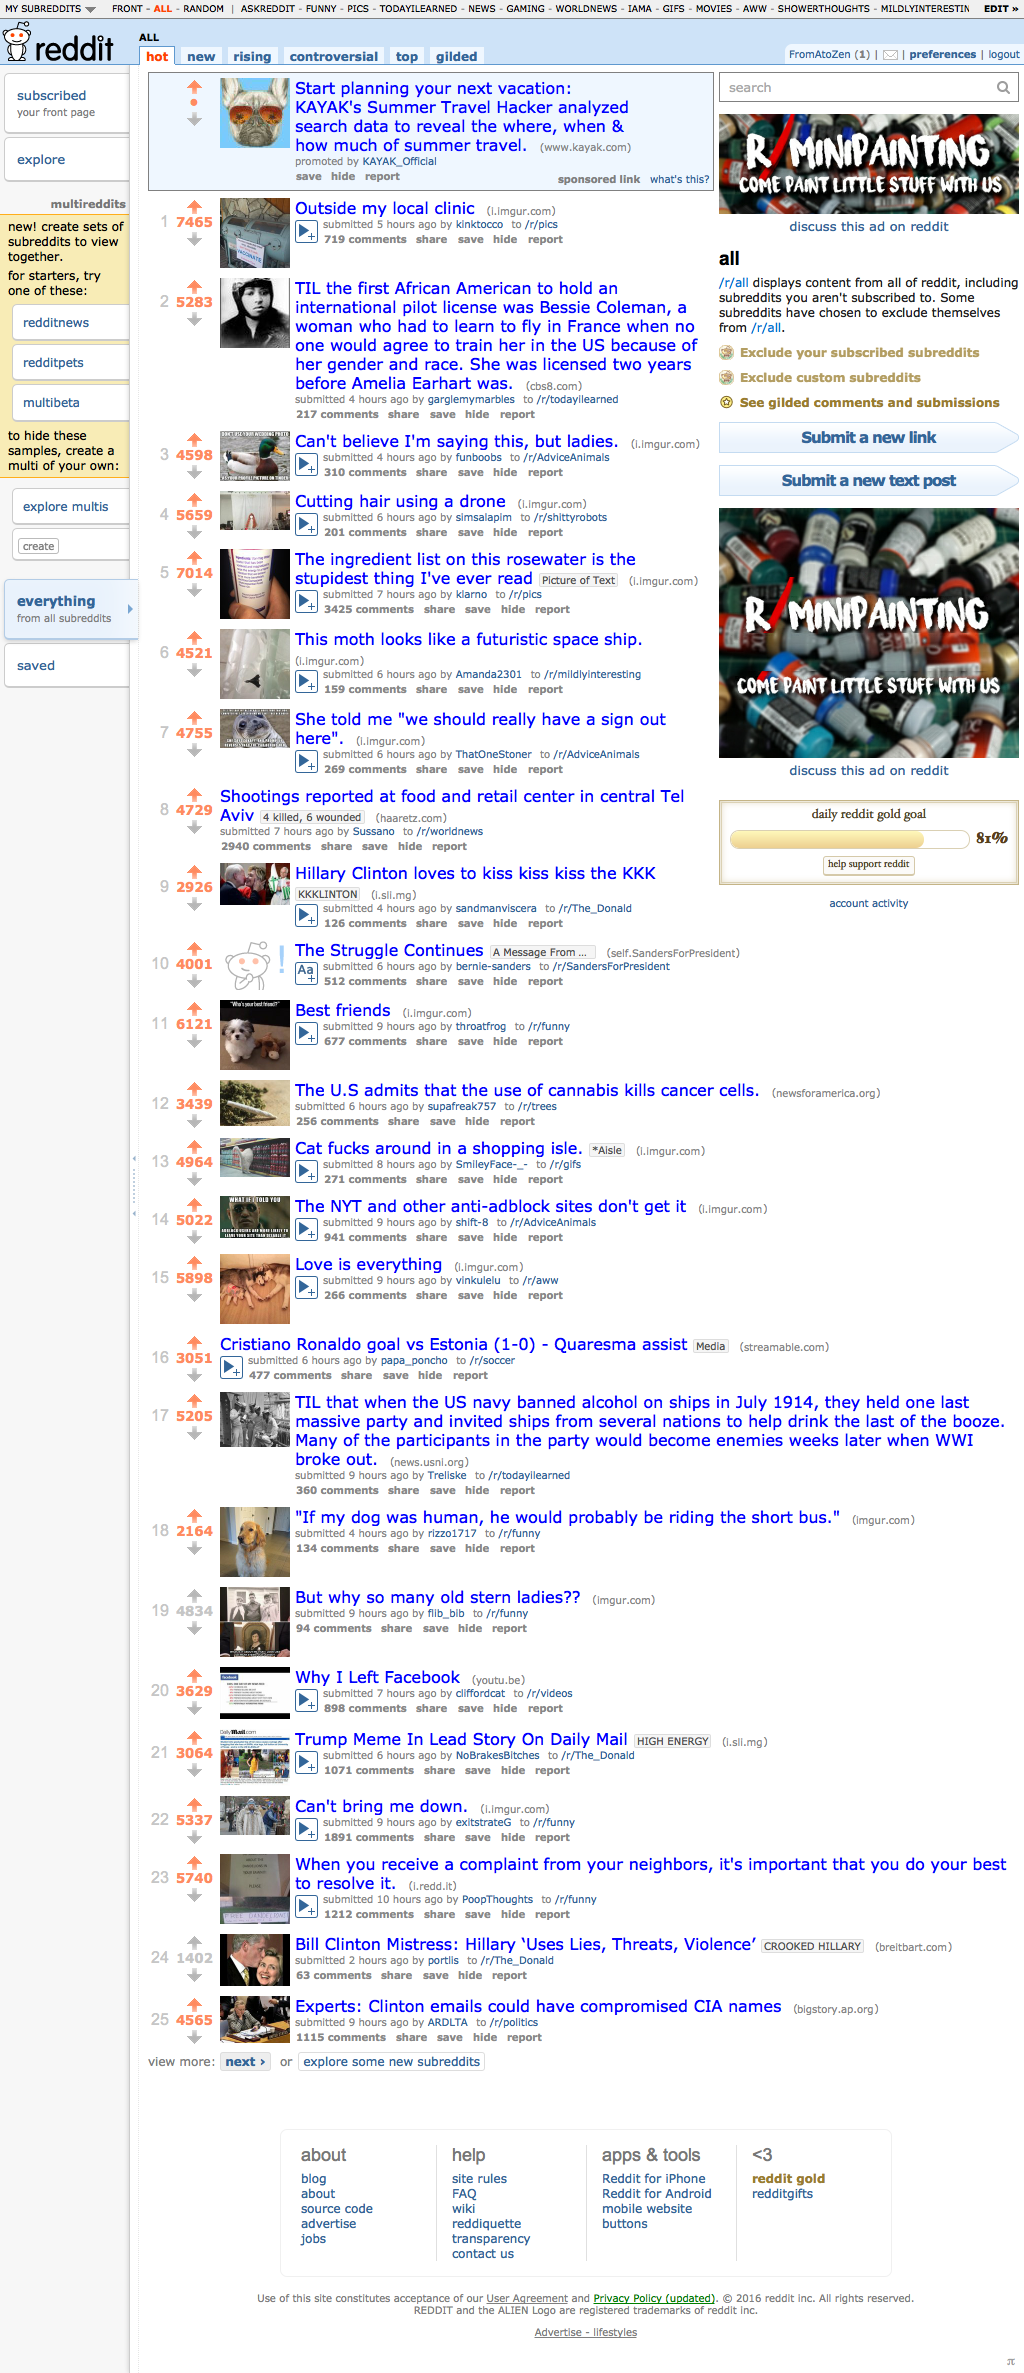 MY SUBREDDITS FRONT - ALL - RANDOM | ASKREDDIT - FUNNY - PICS - TODAYILEARNED - NEWS - GAMING - WORLDNEWS - IAMA - GIFS - MOVIES - AWW - SHOWERTHOUGHTS - MILDLYINTERESTIN EDIT »
reddit ALL
hot new rising controversial top gilded
FromAtoZen (1) | preferences | logout
subscribed
your front page
explore
multireddits
new! create sets of
subreddits to view
together.
for starters, try
one of these:
redditnews
redditpets
multibeta
to hide these
samples, create a
multi of your own:
explore multis
create
everything
from all subreddits
saved
Start planning your next vacation:
KAYAK's Summer Travel Hacker analyzed
search data to reveal the where, when &
how much of summer travel. (www.kayak.com)
promoted by KAYAK_Official
save hide report
sponsored link what's this?
1 7465
Outside my local clinic (i.imgur.com)
submitted 5 hours ago by kinktocco to /r/pics
719 comments share save hide report
2 5283
TIL the first African American to hold an
international pilot license was Bessie Coleman, a
woman who had to learn to fly in France when no
one would agree to train her in the US because of
her gender and race. She was licensed two years
before Amelia Earhart was. (cbs8.com)
submitted 4 hours ago by garglemymarbles to /r/todayilearned
217 comments share save hide report
3 4598
Can't believe I'm saying this, but ladies. (i.imgur.com)
submitted 4 hours ago by funboobs to /r/AdviceAnimals
310 comments share save hide report
4 5659
Cutting hair using a drone (i.imgur.com)
submitted 6 hours ago by simsalapim to /r/shittyrobots
201 comments share save hide report
5 7014
The ingredient list on this rosewater is the
stupidest thing I've ever read Picture of Text (i.imgur.com)
submitted 7 hours ago by klarno to /r/pics
3425 comments share save hide report
6 4521
This moth looks like a futuristic space ship.
(i.imgur.com)
submitted 6 hours ago by Amanda2301 to /r/mildlyinteresting
159 comments share save hide report
7 4755
She told me "we should really have a sign out
here". (i.imgur.com)
submitted 6 hours ago by ThatOneStoner to /r/AdviceAnimals
269 comments share save hide report
8 4729
Shootings reported at food and retail center in central Tel
Aviv 4 killed, 6 wounded (haaretz.com)
submitted 7 hours ago by Sussano to /r/worldnews
2940 comments share save hide report
9 2926
Hillary Clinton loves to kiss kiss kiss the KKK
KKKLINTON (i.sli.mg)
submitted 4 hours ago by sandmanviscera to /r/The_Donald
126 comments share save hide report
10 4001
The Struggle Continues A Message From ... (self.SandersForPresident)
Aa submitted 6 hours ago by bernie-sanders to /r/SandersForPresident
512 comments share save hide report
11 6121
"Who's your best friend?"
Best friends (i.imgur.com)
submitted 9 hours ago by throatfrog to /r/funny
677 comments share save hide report
12 3439
The U.S admits that the use of cannabis kills cancer cells. (newsforamerica.org)
submitted 6 hours ago by supafreak757 to /r/trees
256 comments share save hide report
13 4964
Cat fucks around in a shopping isle. *Aisle (i.imgur.com)
submitted 8 hours ago by SmileyFace-_- to /r/gifs
271 comments share save hide report
14 5022
WHAT IF I TOLD YOU
The NYT and other anti-adblock sites don't get it (i.imgur.com)
submitted 9 hours ago by shift-8 to /r/AdviceAnimals
941 comments share save hide report
15 5898
Love is everything (i.imgur.com)
submitted 9 hours ago by vinkulelu to /r/aww
266 comments share save hide report
16 3051
Cristiano Ronaldo goal vs Estonia (1-0) - Quaresma assist Media (streamable.com)
submitted 6 hours ago by papa_poncho to /r/soccer
477 comments share save hide report
17 5205
TIL that when the US navy banned alcohol on ships in July 1914, they held one last
massive party and invited ships from several nations to help drink the last of the booze.
Many of the participants in the party would become enemies weeks later when WWI
broke out. (news.usni.org)
submitted 9 hours ago by Treliske to /r/todayilearned
360 comments share save hide report
18 2164
"If my dog was human, he would probably be riding the short bus." (imgur.com)
submitted 4 hours ago by rizzo1717 to /r/funny
134 comments share save hide report
19 4834
But why so many old stern ladies?? (imgur.com)
submitted 9 hours ago by flib_bib to /r/funny
94 comments share save hide report
20 3629
Why I Left Facebook (youtu.be)
submitted 7 hours ago by cliffordcat to /r/videos
898 comments share save hide report
21 3064
Trump Meme In Lead Story On Daily Mail HIGH ENERGY (i.sli.mg)
submitted 6 hours ago by NoBrakesBitches to /r/The_Donald
1071 comments share save hide report
22 5337
Can't bring me down. (i.imgur.com)
submitted 9 hours ago by exitstrateG to /r/funny
1891 comments share save hide report
23 5740
When you receive a complaint from your neighbors, it's important that you do your best
to resolve it. (i.redd.it)
submitted 10 hours ago by PoopThoughts to /r/funny
1212 comments share save hide report
24 1402
Bill Clinton Mistress: Hillary ‘Uses Lies, Threats, Violence’ CROOKED HILLARY (breitbart.com)
submitted 2 hours ago by portlis to /r/The_Donald
63 comments share save hide report
25 4565
Experts: Clinton emails could have compromised CIA names (bigstory.ap.org)
submitted 9 hours ago by ARDLTA to /r/politics
1115 comments share save hide report
view more: next › or explore some new subreddits
search
R/MINIPAINTING
COME PAINT LITTLE STUFF WITH US
discuss this ad on reddit
all
/r/all displays content from all of reddit, including
subreddits you aren't subscribed to. Some
subreddits have chosen to exclude themselves
from /r/all.
Exclude your subscribed subreddits
Exclude custom subreddits
See gilded comments and submissions
Submit a new link
Submit a new text post
R/MINIPAINTING
COME PAINT LITTLE STUFF WITH US
discuss this ad on reddit
daily reddit gold goal
81%
help support reddit
account activity
about
blog
about
source code
advertise
jobs
help
site rules
FAQ
wiki
reddiquette
transparency
contact us
apps & tools
Reddit for iPhone
Reddit for Android
mobile website
buttons
<3
reddit gold
redditgifts
Use of this site constitutes acceptance of our User Agreement and Privacy Policy (updated). © 2016 reddit inc. All rights reserved.
REDDIT and the ALIEN Logo are registered trademarks of reddit inc.
Advertise - lifestyles
π